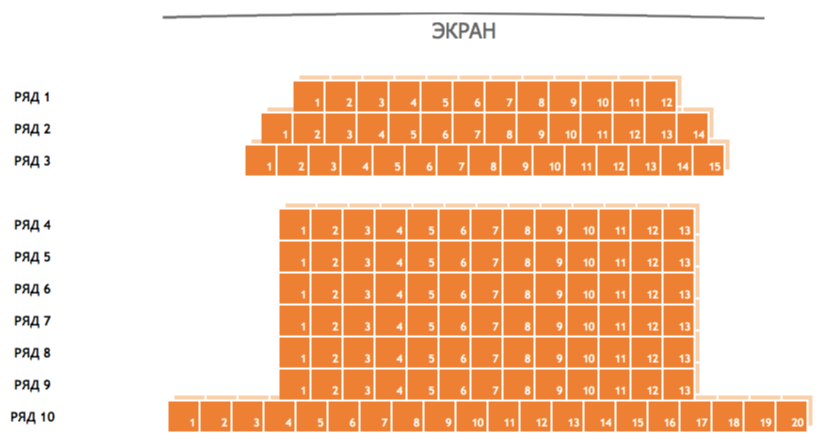 ЭКРАН
РЯД 1 1 2 3 4 5 6 7 8 9 10 11 12
РЯД 2 1 2 3 4 5 6 7 8 9 10 11 12 13 14
РЯД 3 1 2 3 4 5 6 7 8 9 10 11 12 13 14 15
РЯД 4 1 2 3 4 5 6 7 8 9 10 11 12 13
РЯД 5 1 2 3 4 5 6 7 8 9 10 11 12 13
РЯД 6 1 2 3 4 5 6 7 8 9 10 11 12 13
РЯД 7 1 2 3 4 5 6 7 8 9 10 11 12 13
РЯД 8 1 2 3 4 5 6 7 8 9 10 11 12 13
РЯД 9 1 2 3 4 5 6 7 8 9 10 11 12 13
РЯД 10 1 2 3 4 5 6 7 8 9 10 11 12 13 14 15 16 17 18 19 20